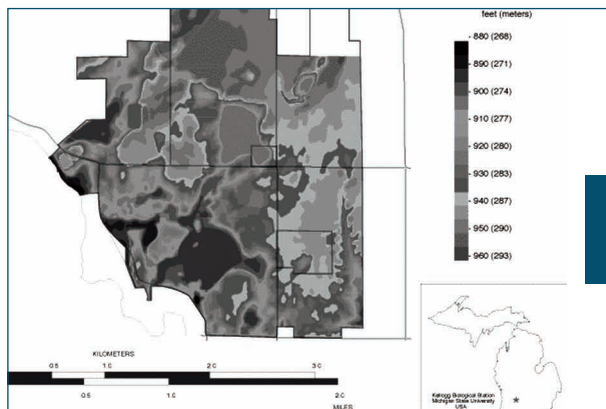 feet (meters)
880 (268)
890 (271)
900 (274)
910 (277)
920 (280)
930 (283)
940 (287)
950 (290)
960 (293)
KILOMETERS
0.5 1.0 2.0 3.0
0.5 1.0 2.0
MILES
Kellogg Biological Station
Michigan State University
USA